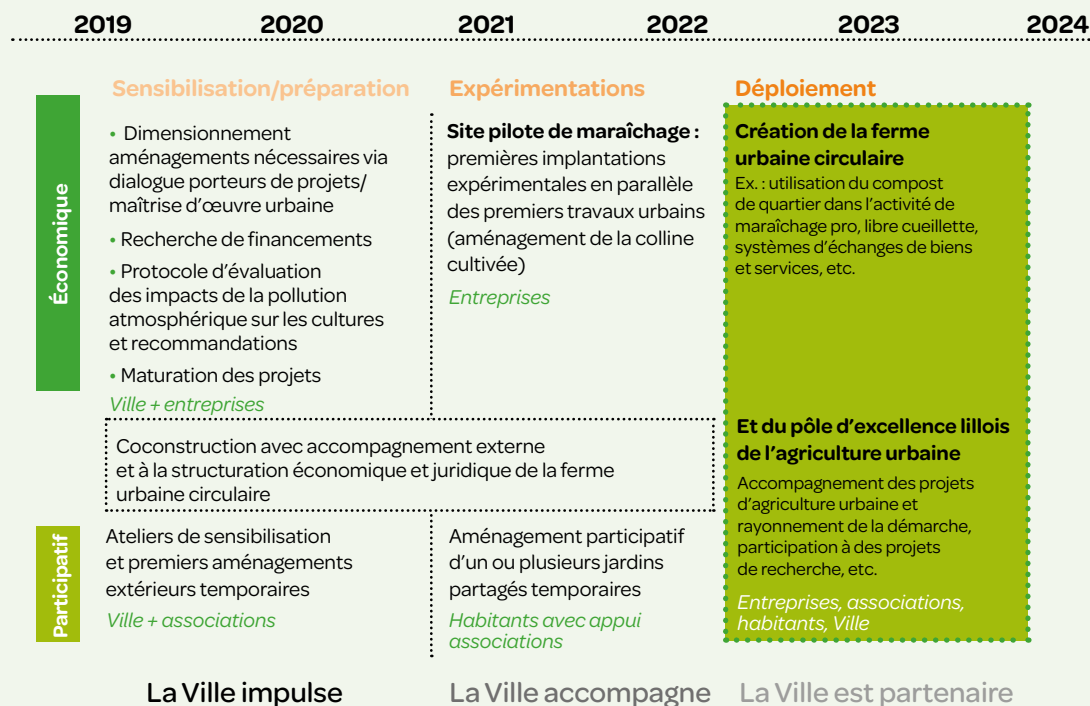 2019 2020 2021 2022 2023 2024
Sensibilisation/préparation
Économique
• Dimensionnement
aménagements nécessaires via
dialogue porteurs de projets/
maîtrise d’œuvre urbaine
• Recherche de financements
• Protocole d’évaluation
des impacts de la pollution
atmosphérique sur les cultures
et recommandations
• Maturation des projets
Ville + entreprises
Expérimentations
Site pilote de maraîchage :
premières implantations
expérimentales en parallèle
des premiers travaux urbains
(aménagement de la colline
cultivée)
Entreprises
Coconstruction avec accompagnement externe
et à la structuration économique et juridique de la ferme
urbaine circulaire
Participatif
Ateliers de sensibilisation
et premiers aménagements
extérieurs temporaires
Ville + associations
Aménagement participatif
d’un ou plusieurs jardins
partagés temporaires
Habitants avec appui
associations
Déploiement
Création de la ferme
urbaine circulaire
Ex. : utilisation du compost
de quartier dans l’activité de
maraîchage pro, libre cueillette,
systèmes d’échanges de biens
et services, etc.
Et du pôle d’excellence lillois
de l’agriculture urbaine
Accompagnement des projets
d’agriculture urbaine et
rayonnement de la démarche,
participation à des projets
de recherche, etc.
Entreprises, associations,
habitants, Ville
La Ville impulse
La Ville accompagne
La Ville est partenaire